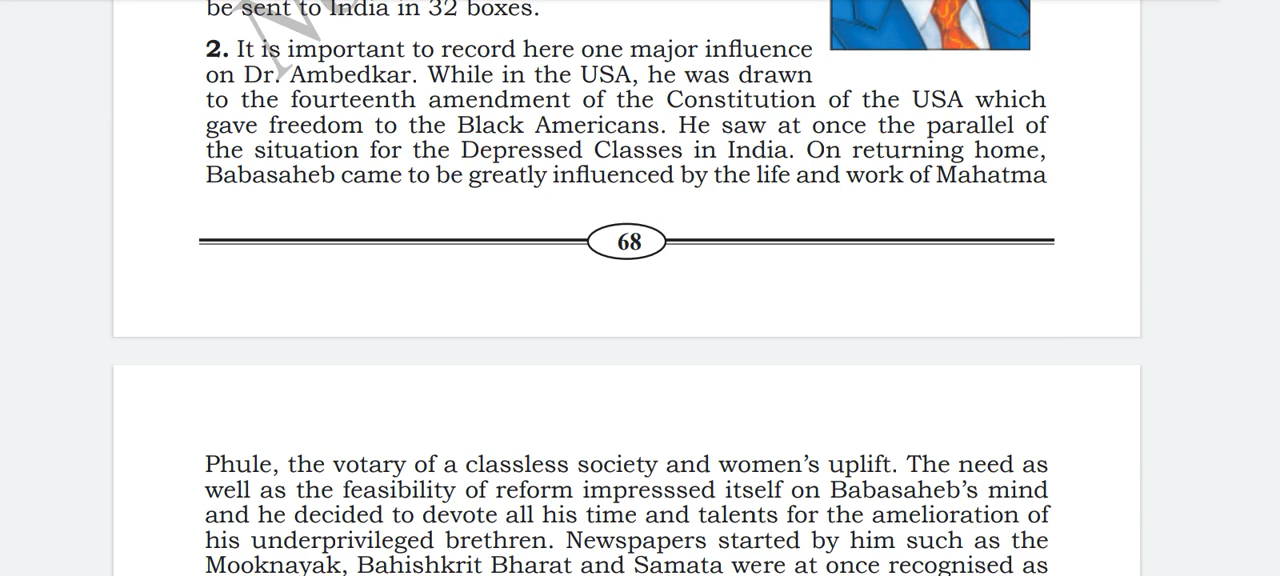 be sent to India in 32 boxes.
2. It is important to record here one major influence
on Dr. Ambedkar. While in the USA, he was drawn
to the fourteenth amendment of the Constitution of the USA which
gave freedom to the Black Americans. He saw at once the parallel of
the situation for the Depressed Classes in India. On returning home,
Babasaheb came to be greatly influenced by the life and work of Mahatma
68
Phule, the votary of a classless society and women’s uplift. The need as
well as the feasibility of reform impresssed itself on Babasaheb’s mind
and he decided to devote all his time and talents for the amelioration of
his underprivileged brethren. Newspapers started by him such as the
Mooknayak, Bahishkrit Bharat and Samata were at once recognised as